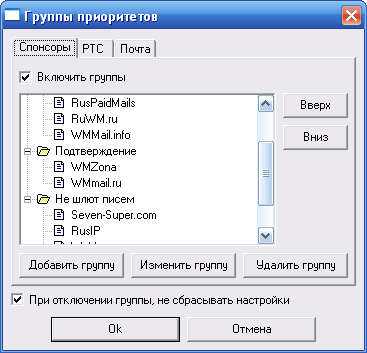 Группы приоритетов
Спонсоры PTC Почта
Включить группы
RusPaidMails
RuWM.ru
WMMail.info
Подтверждение
WMZona
WMmail.ru
Не шлют писем
Seven-Super.com
RusIP
Вверх
Вниз
Добавить группу Изменить группу Удалить группу
При отключении группы, не сбрасывать настройки
Ok Отмена